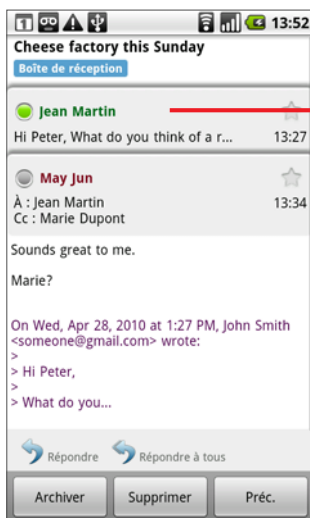 1 13:52
Cheese factory this Sunday
Boîte de réception
Jean Martin
Hi Peter, What do you think of a r... 13:27
May Jun
À : Jean Martin 13:34
Cc : Marie Dupont
Sounds great to me.
Marie?
On Wed, Apr 28, 2010 at 1:27 PM, John Smith
<someone@gmail.com> wrote:
>
> Hi Peter,
>
> What do you...
Répondre Répondre à tous
Archiver Supprimer Préc.